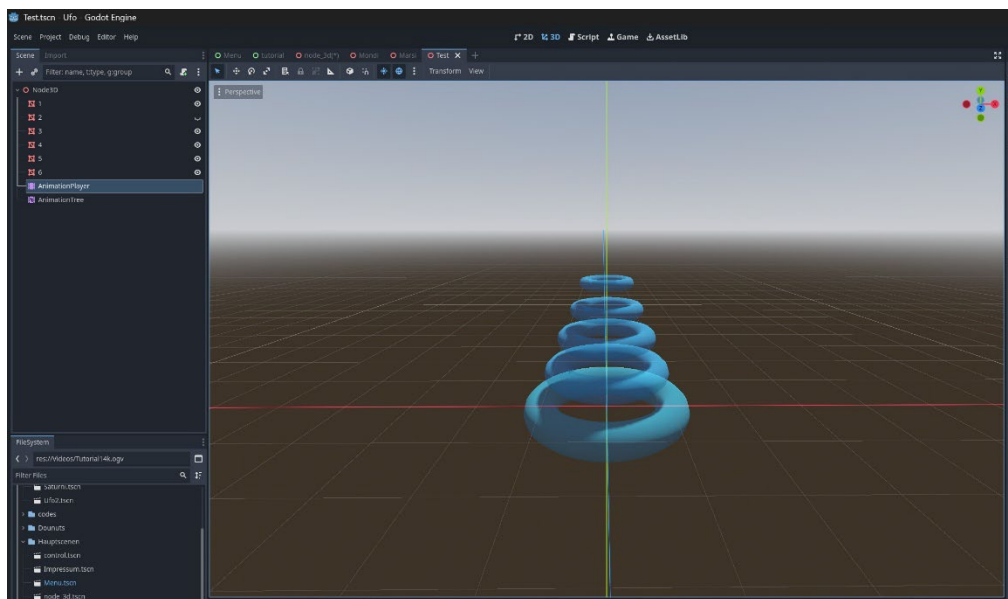 Test.tscn - Ufo - Godot Engine
Scene Project Debug Editor Help
2D 3D Script Game AssetLib
Scene Import
Menu tutorial node_3d(*) Mondi Marsi Test
Filter: name, t:type, g:group
Transform View
Node3D
Perspective
Y
X
Z
1
2
3
4
5
6
AnimationPlayer
AnimationTree
FileSystem
res://Videos/Tutorial14k.ogv
Filter Files
Saturni.tscn
Ufo2.tscn
codes
Dounuts
Hauptscenen
control.tscn
Impressum.tscn
Menu.tscn
node_3d.tscn